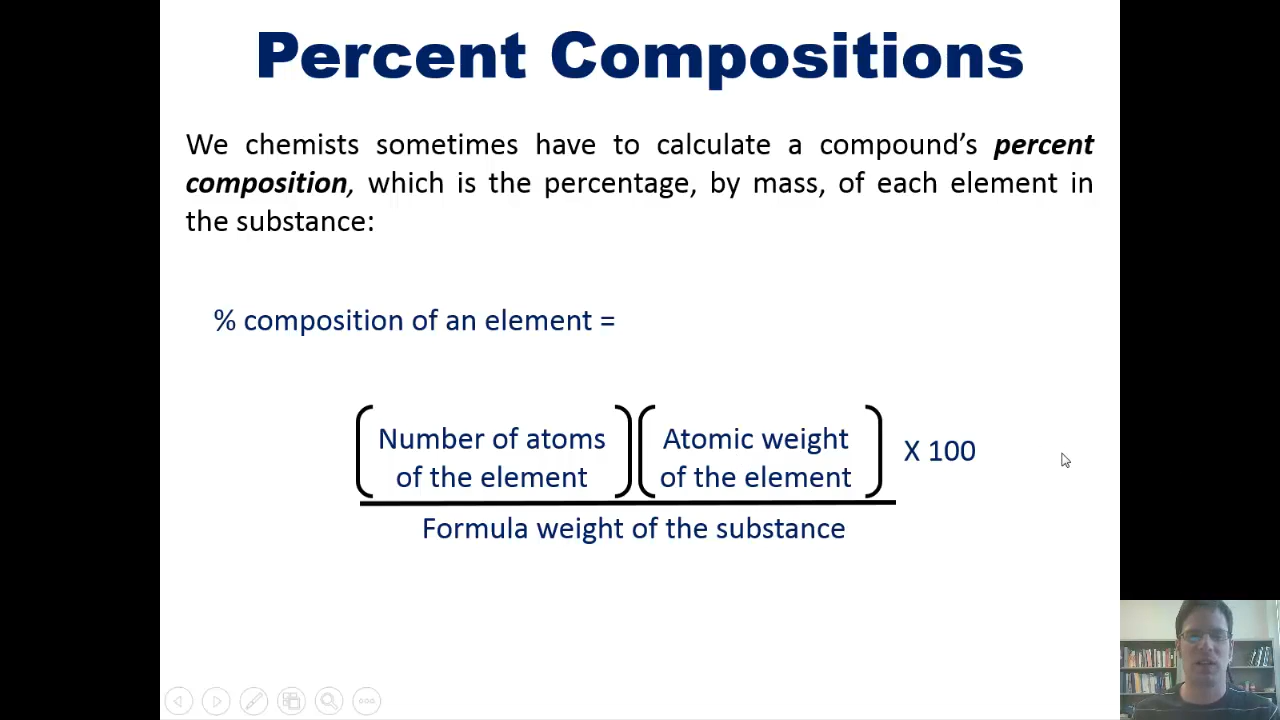 Percent Compositions
We chemists sometimes have to calculate a compound's percent
composition, which is the percentage, by mass, of each element in
the substance:
% composition of an element =
Number of atoms
of the element
Atomic weight
of the element
X 100
Formula weight of the substance